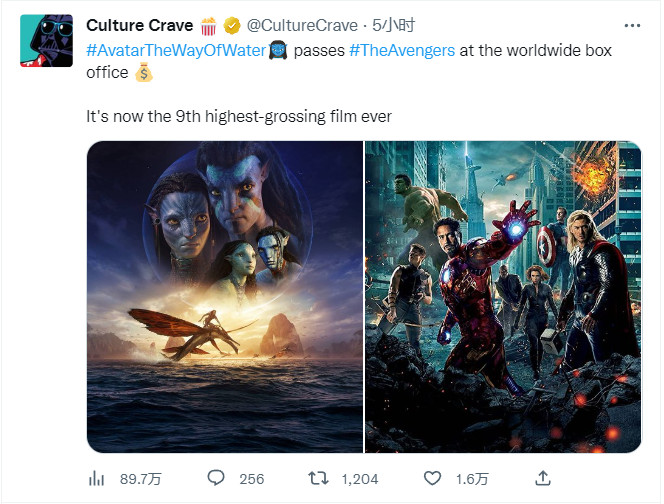 Culture Crave 🍿 @CultureCrave · 5小时
#AvatarTheWayOfWater passes #TheAvengers at the worldwide box
office 💰
It's now the 9th highest-grossing film ever
89.7万 256 1,204 1.6万